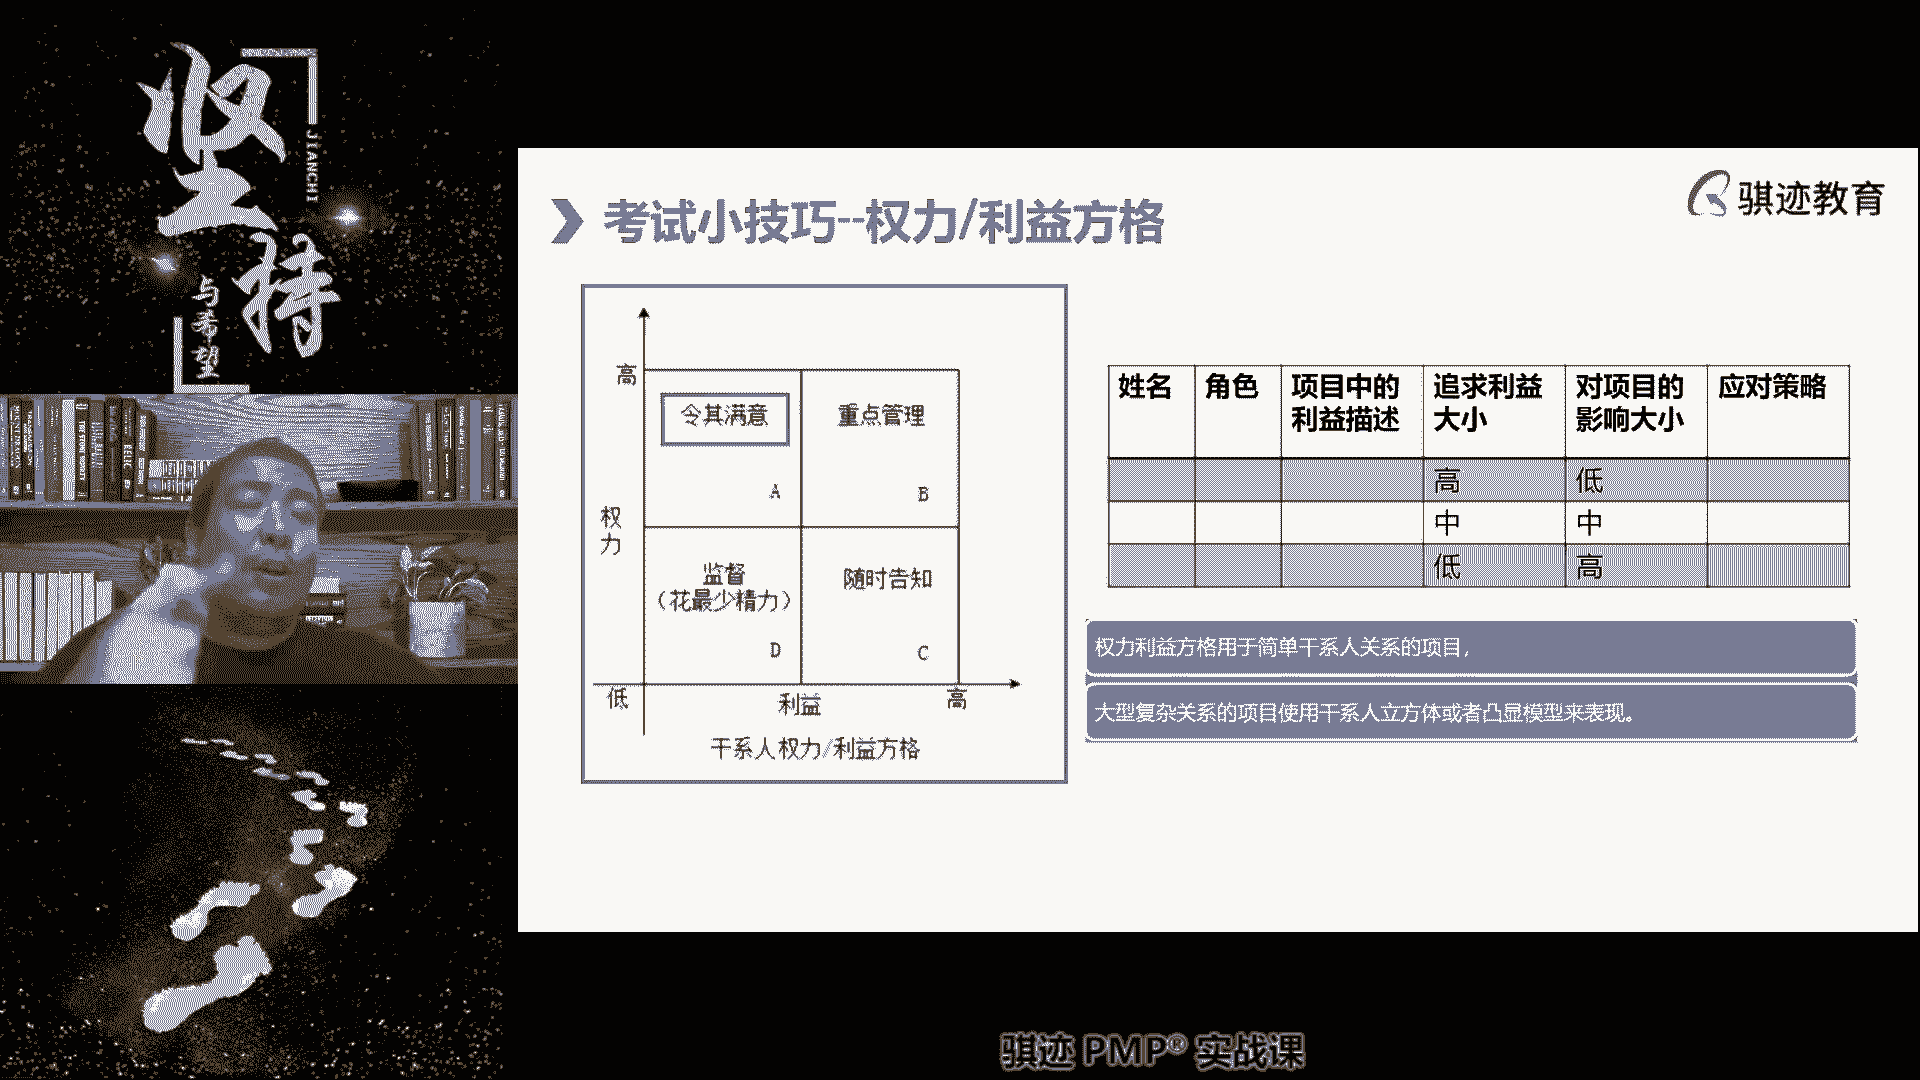 坚持
JIANCHI
与希望
考试小技巧--权力/利益方格
骐迹教育
高
令其满意
重点管理
A
B
权力
监督
（花最少精力）
随时告知
D
C
低
利益
高
干系人权力/利益方格
姓名 角色 项目中的利益描述 追求利益大小 对项目的影响大小 应对策略
高 低
中 中
低 高
权力利益方格用于简单干系人关系的项目，
大型复杂关系的项目使用干系人立方体或者凸显模型来表现。
骐迹 PMP® 实战课